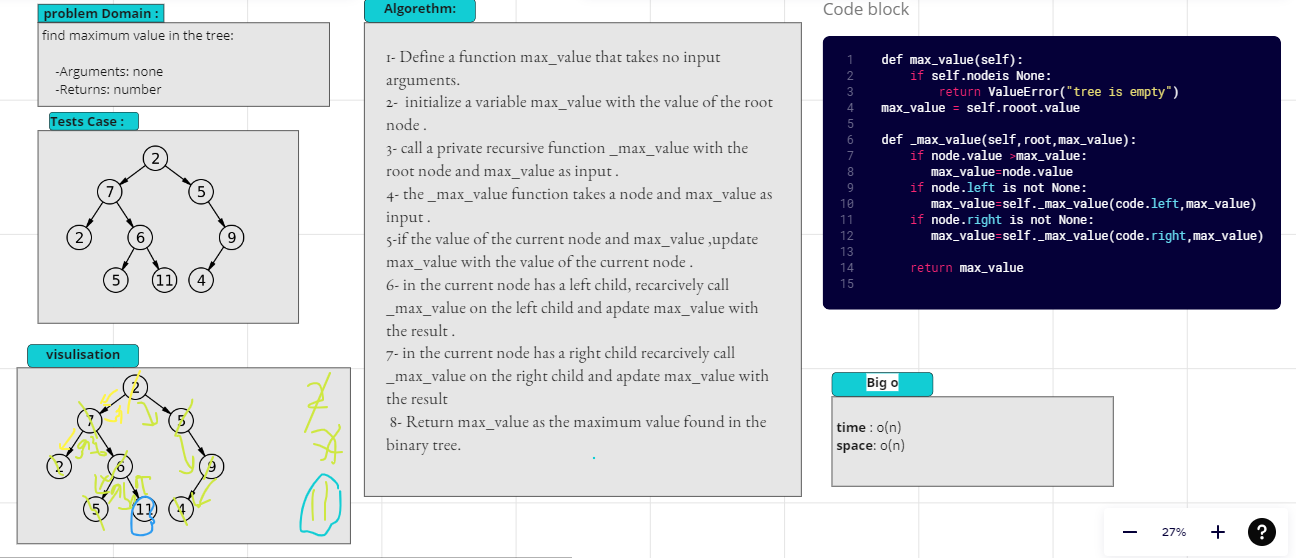 problem Domain :
find maximum value in the tree:
-Arguments: none
-Returns: number
Tests Case :
2
7
5
2
6
9
5
11
4
visulisation
2
7
5
2
6
9
5
11
4
2
7
11
Algorethm:
1- Define a function max_value that takes no input
arguments.
2- initialize a variable max_value with the value of the root
node .
3- call a private recursive function _max_value with the
root node and max_value as input .
4- the _max_value function takes a node and max_value as
input .
5-if the value of the current node and max_value ,update
max_value with the value of the current node .
6- in the current node has a left child, recarcively call
_max_value on the left child and apdate max_value with
the result .
7- in the current node has a right child recarcively call
_max_value on the right child and apdate max_value with
the result
8- Return max_value as the maximum value found in the
binary tree.
Code block
1 def max_value(self):
2 if self.nodeis None:
3 return ValueError("tree is empty")
4 max_value = self.rooot.value
5
6 def _max_value(self,root,max_value):
7 if node.value >max_value:
8 max_value=node.value
9 if node.left is not None:
10 max_value=self._max_value(code.left,max_value)
11 if node.right is not None:
12 max_value=self._max_value(code.right,max_value)
13
14 return max_value
15
Big o
time : o(n)
space: o(n)
27%
?